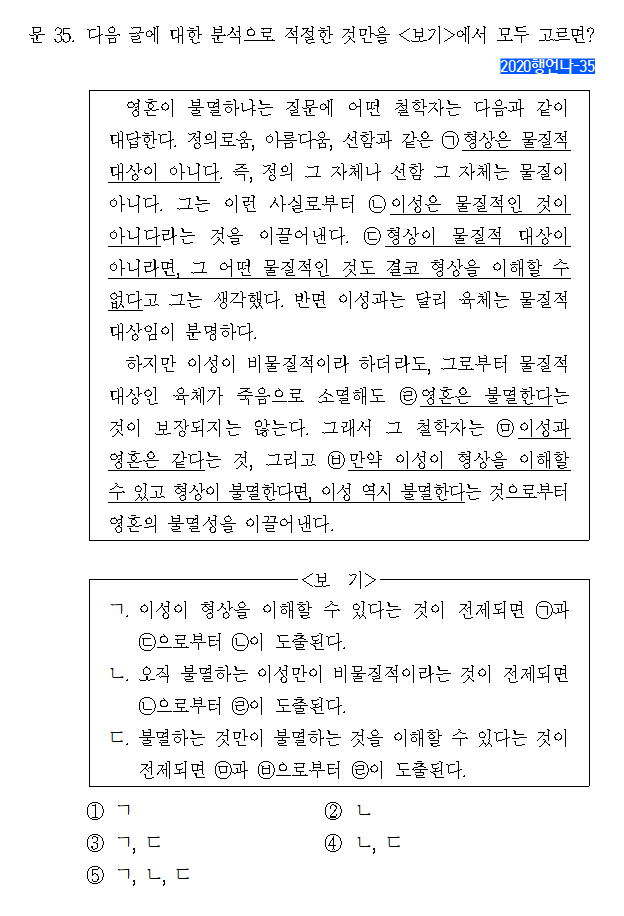 문 35. 다음 글에 대한 분석으로 적절한 것만을 <보기>에서 모두 고르면?
2020행언나-35
영혼이 불멸하냐는 질문에 어떤 철학자는 다음과 같이
대답한다. 정의로움, 아름다움, 선함과 같은 ㉠형상은 물질적
대상이 아니다. 즉, 정의 그 자체나 선함 그 자체는 물질이
아니다. 그는 이런 사실로부터 ㉡이성은 물질적인 것이
아니다라는 것을 이끌어낸다. ㉢형상이 물질적 대상이
아니라면, 그 어떤 물질적인 것도 결코 형상을 이해할 수
없다고 그는 생각했다. 반면 이성과는 달리 육체는 물질적
대상임이 분명하다.
하지만 이성이 비물질적이라 하더라도, 그로부터 물질적
대상인 육체가 죽음으로 소멸해도 ㉣영혼은 불멸한다는
것이 보장되지는 않는다. 그래서 그 철학자는 ㉤이성과
영혼은 같다는 것, 그리고 ㉥만약 이성이 형상을 이해할
수 있고 형상이 불멸한다면, 이성 역시 불멸한다는 것으로부터
영혼의 불멸성을 이끌어낸다.
<보 기>
ㄱ. 이성이 형상을 이해할 수 있다는 것이 전제되면 ㉠과
㉢으로부터 ㉡이 도출된다.
ㄴ. 오직 불멸하는 이성만이 비물질적이라는 것이 전제되면
㉡으로부터 ㉣이 도출된다.
ㄷ. 불멸하는 것만이 불멸하는 것을 이해할 수 있다는 것이
전제되면 ㉤과 ㉥으로부터 ㉣이 도출된다.
① ㄱ ② ㄴ
③ ㄱ, ㄷ ④ ㄴ, ㄷ
⑤ ㄱ, ㄴ, ㄷ